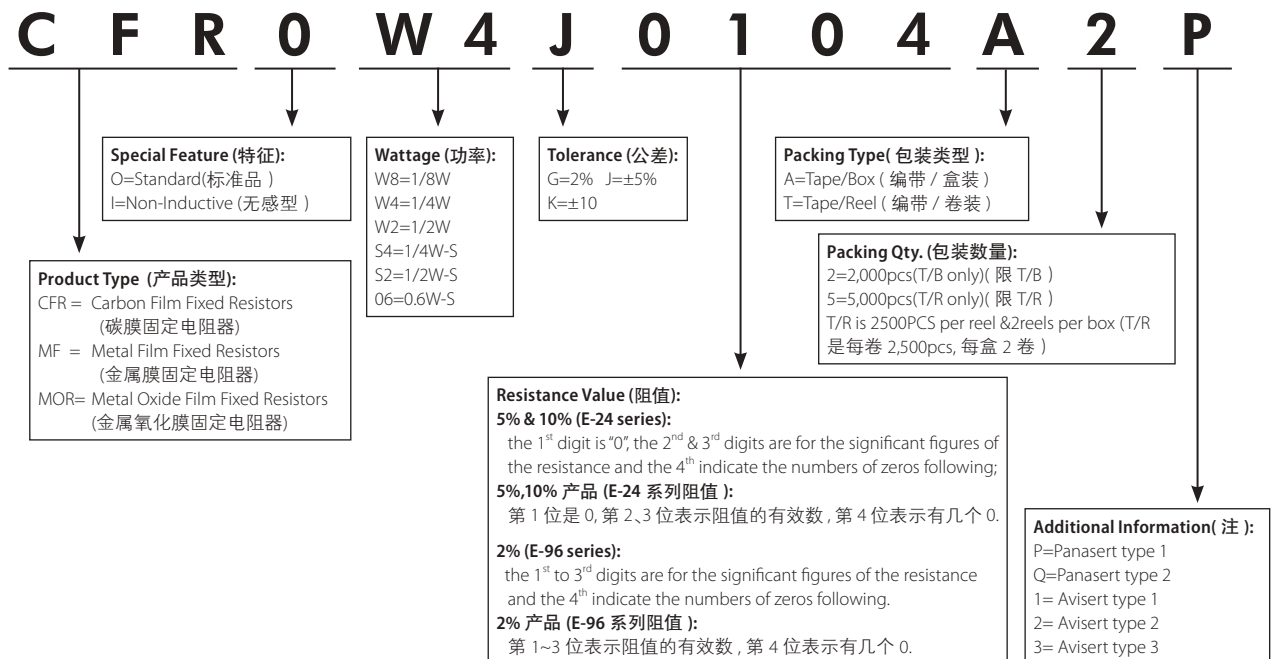 C F R 0 W 4 J 0 1 0 4 A 2 P
Special Feature (特征):
O=Standard(标准品 )
I=Non-Inductive (无感型 )
Wattage (功率):
W8=1/8W
W4=1/4W
W2=1/2W
S4=1/4W-S
S2=1/2W-S
06=0.6W-S
Tolerance (公差):
G=2% J=±5%
K=±10
Packing Type( 包装类型 ):
A=Tape/Box ( 编带 / 盒装 )
T=Tape/Reel ( 编带 / 卷装 )
Packing Qty. (包装数量):
2=2,000pcs(T/B only)( 限 T/B )
5=5,000pcs(T/R only)( 限 T/R )
T/R is 2500PCS per reel &2reels per box (T/R
是每卷 2,500pcs, 每盒 2 卷 )
Product Type (产品类型):
CFR = Carbon Film Fixed Resistors
(碳膜固定电阻器)
MF = Metal Film Fixed Resistors
(金属膜固定电阻器)
MOR= Metal Oxide Film Fixed Resistors
(金属氧化膜固定电阻器)
Resistance Value (阻值):
5% & 10% (E-24 series):
the 1st digit is “0”, the 2nd & 3rd digits are for the significant figures of
the resistance and the 4th indicate the numbers of zeros following;
5%,10% 产品 (E-24 系列阻值 ):
第 1 位是 0, 第 2、3 位表示阻值的有效数 , 第 4 位表示有几个 0.
2% (E-96 series):
the 1st to 3rd digits are for the significant figures of the resistance
and the 4th indicate the numbers of zeros following.
2% 产品 (E-96 系列阻值 ):
第 1~3 位表示阻值的有效数 , 第 4 位表示有几个 0.
Additional Information( 注 ):
P=Panasert type 1
Q=Panasert type 2
1= Avisert type 1
2= Avisert type 2
3= Avisert type 3